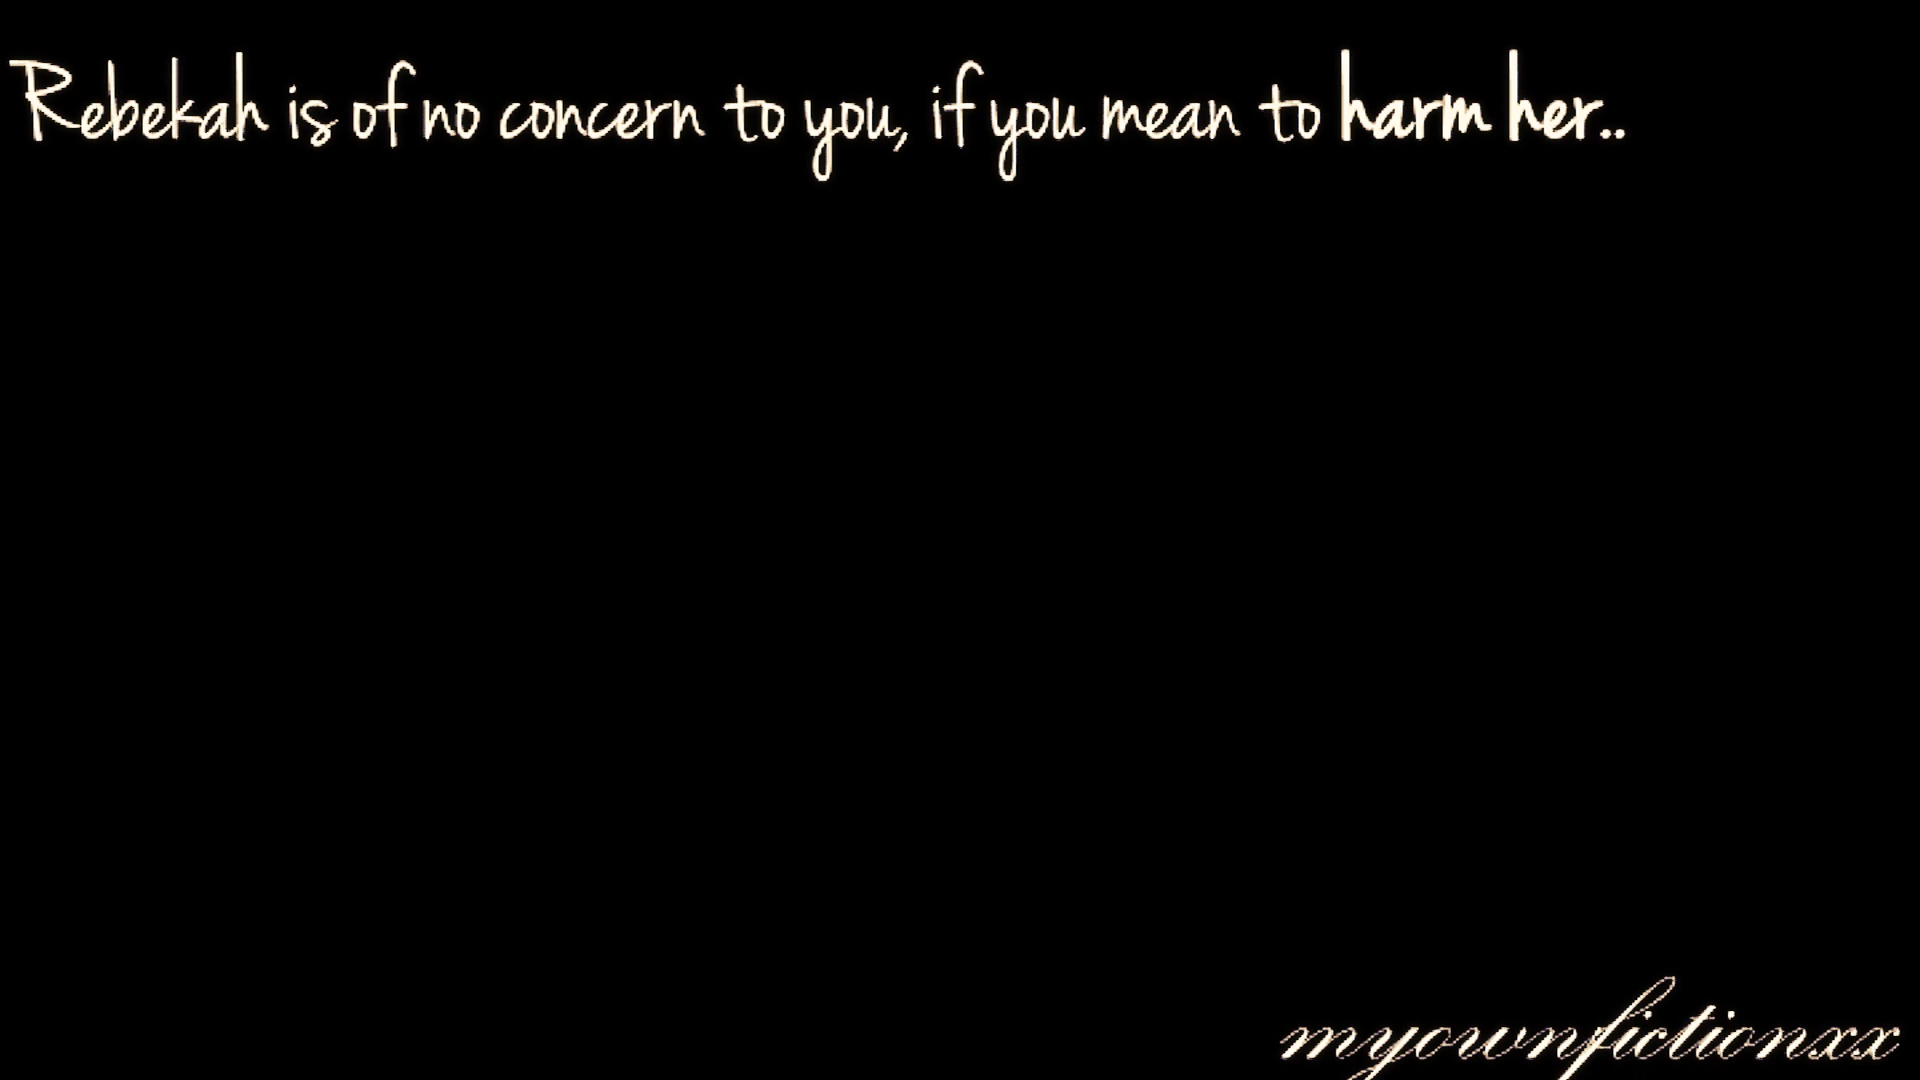 Rebekah is of no concern to you, if you mean to harm her..
myownfictionxx